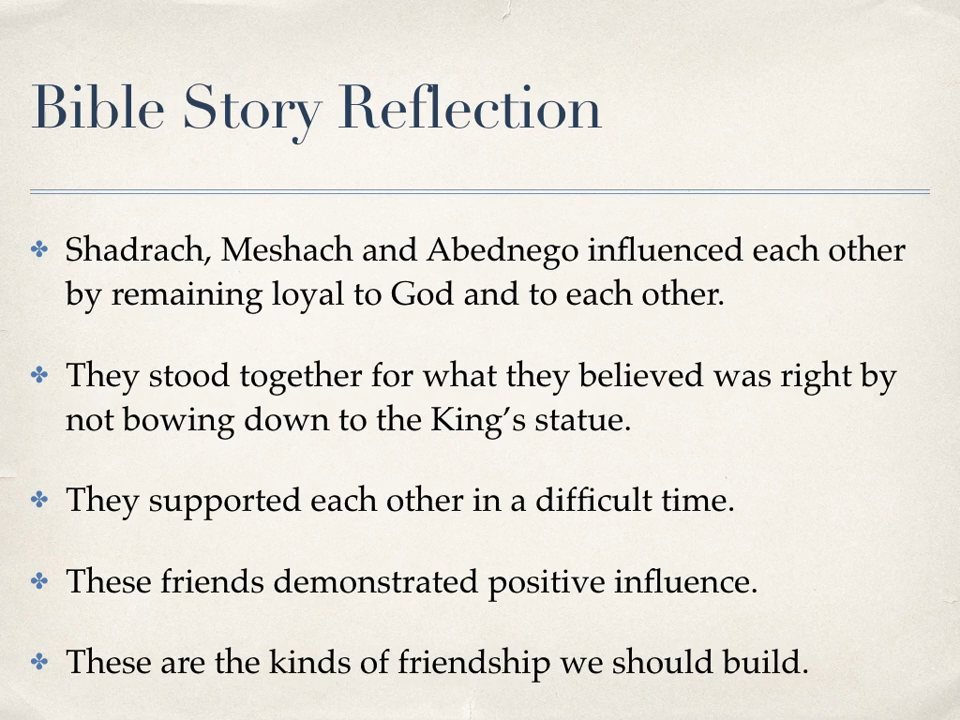 Bible Story Reflection
Shadrach, Meshach and Abednego influenced each other
by remaining loyal to God and to each other.
They stood together for what they believed was right by
not bowing down to the King’s statue.
They supported each other in a difficult time.
These friends demonstrated positive influence.
These are the kinds of friendship we should build.